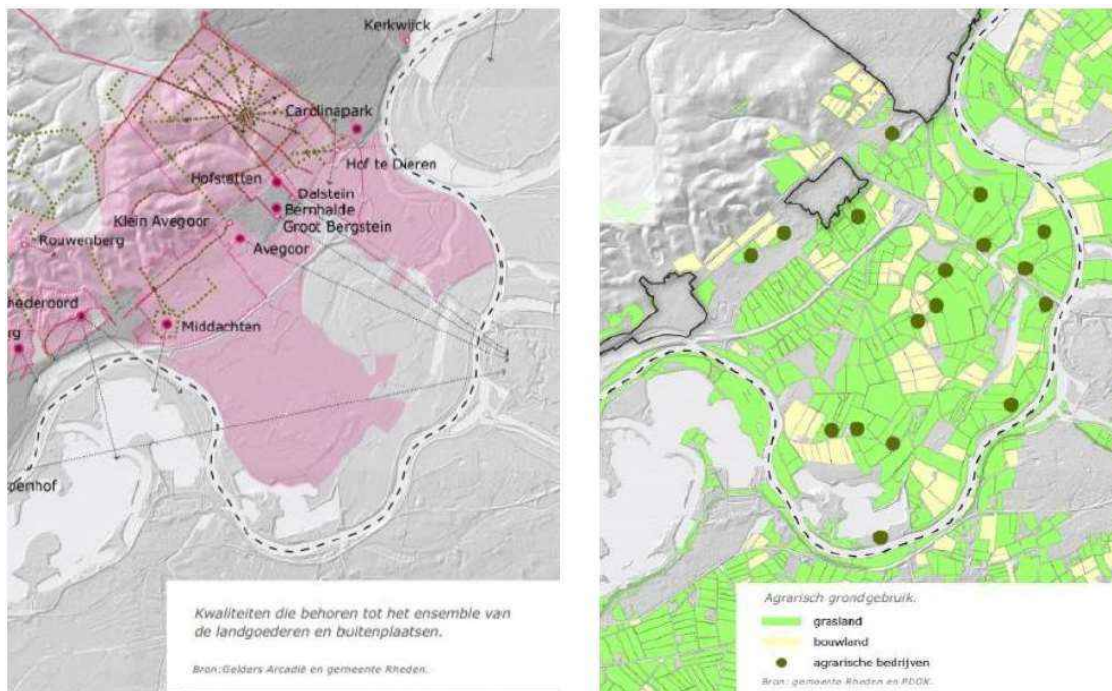 Kerkwijck
Carolinapark
Hof te Dieren
Hofstetten
Dalstein
Bernhalde
Groot Bergstein
Klein Avegoor
Avegoor
Rouwenberg
hederoord
Middachten
rg
penhof
Kwaliteiten die behoren tot het ensemble van
de landgoederen en buitenplaatsen.
Bron:Gelders Arcadië en gemeente Rheden.
Agrarisch grondgebruik.
grasland
bouwland
agrarische bedrijven
Bron: gemeente Rheden en PDOK.